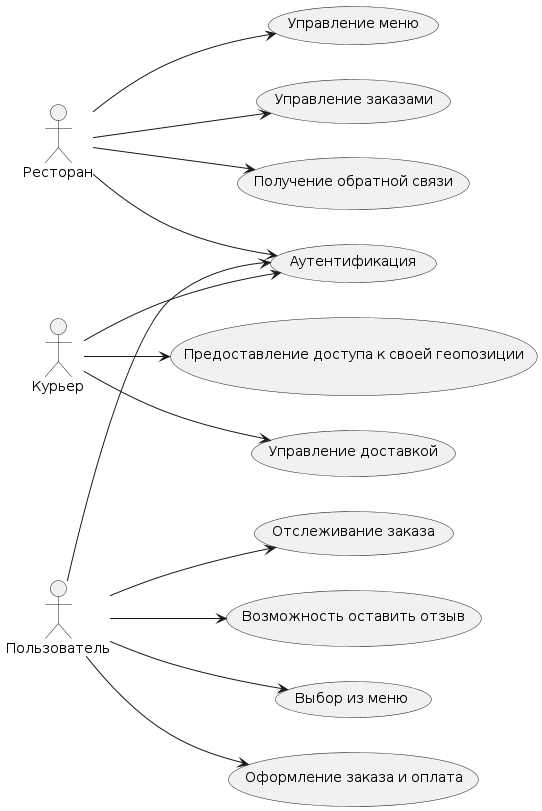 Управление меню
Управление заказами
Ресторан
Получение обратной связи
Аутентификация
Предоставление доступа к своей геопозиции
Курьер
Управление доставкой
Отслеживание заказа
Возможность оставить отзыв
Пользователь
Выбор из меню
Оформление заказа и оплата